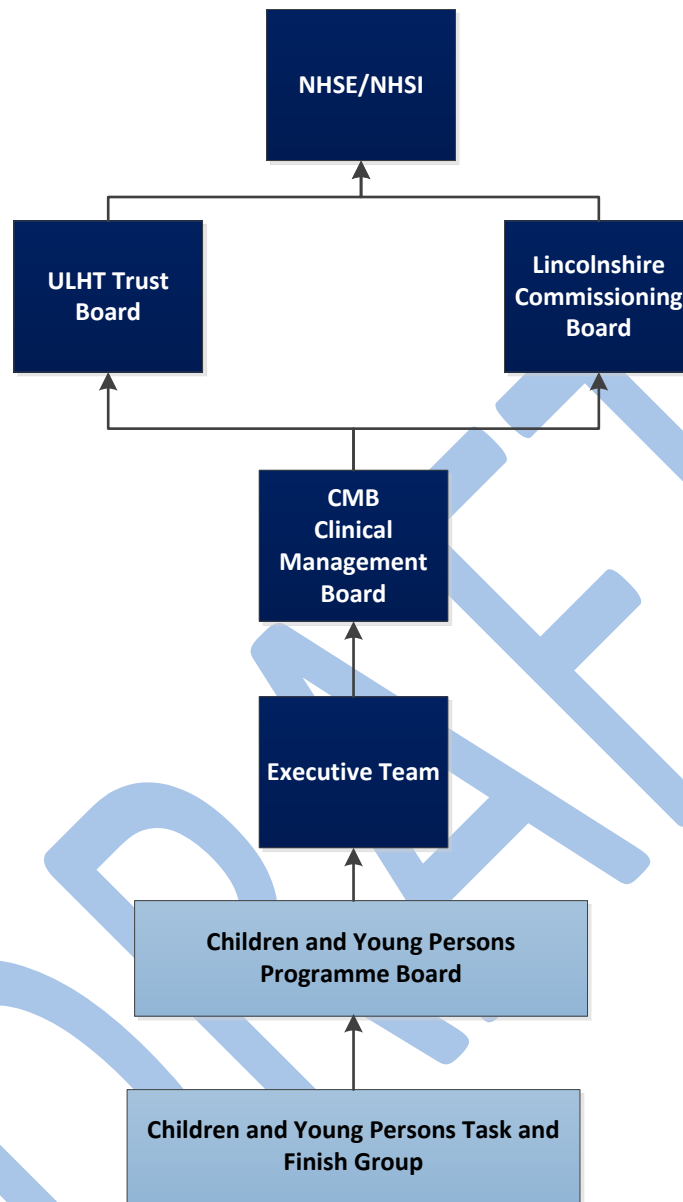 NHSE/NHSI
ULHT Trust
Board
Lincolnshire
Commissioning
Board
CMB
Clinical
Management
Board
Executive Team
Children and Young Persons
Programme Board
Children and Young Persons Task and
Finish Group
DRAFT